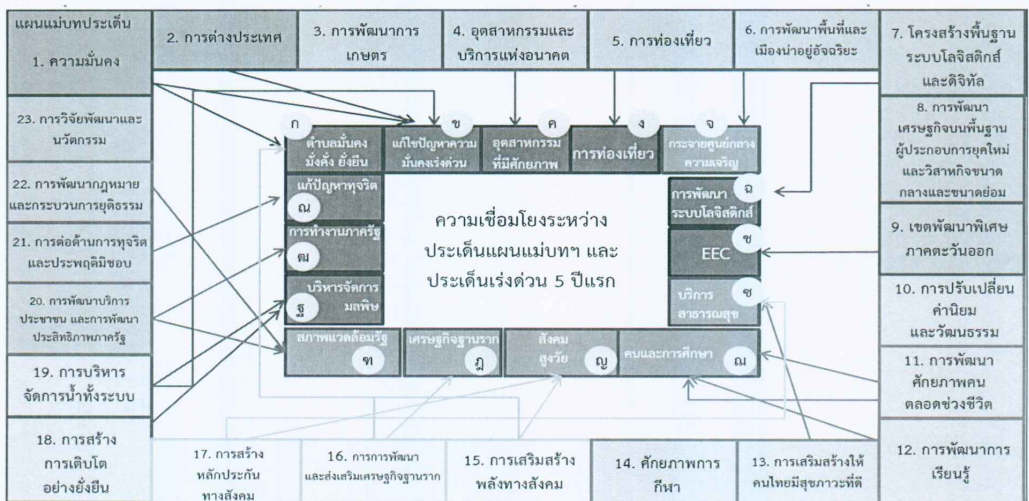 แผนแม่บทประเด็น
1. ความมั่นคง
2. การต่างประเทศ
3. การพัฒนาการ
เกษตร
4. อุตสาหกรรมและ
บริการแห่งอนาคต
5. การท่องเที่ยว
6. การพัฒนาพื้นที่และ
เมืองน่าอยู่อัจฉริยะ
7. โครงสร้างพื้นฐาน
ระบบโลจิสติกส์
และดิจิทัล
8. การพัฒนา
เศรษฐกิจบนพื้นฐาน
ผู้ประกอบการยุคใหม่
และวิสาหกิจขนาด
กลางและขนาดย่อม
9. เขตพัฒนาพิเศษ
ภาคตะวันออก
10. การปรับเปลี่ยน
ค่านิยม
และวัฒนธรรม
11. การพัฒนา
ศักยภาพคน
ตลอดช่วงชีวิต
12. การพัฒนาการ
เรียนรู้
13. การเสริมสร้างให้
คนไทยมีสุขภาวะที่ดี
14. ศักยภาพการ
กีฬา
15. การเสริมสร้าง
พลังทางสังคม
16. การการพัฒนา
และส่งเสริมเศรษฐกิจฐานราก
17. การสร้าง
หลักประกัน
ทางสังคม
18. การสร้าง
การเติบโต
อย่างยั่งยืน
19. การบริหาร
จัดการน้ำทั้งระบบ
20. การพัฒนาบริการ
ประชาชน และการพัฒนา
ประสิทธิภาพภาครัฐ
21. การต่อต้านการทุจริต
และประพฤติมิชอบ
22. การพัฒนากฎหมาย
และกระบวนการยุติธรรม
23. การวิจัยพัฒนาและ
นวัตกรรม
ก
ตำบลมั่นคง
มั่งคั่ง ยั่งยืน
ข
แก้ไขปัญหาความ
มั่นคงเร่งด่วน
ค
อุตสาหกรรม
ที่มีศักยภาพ
ง
การท่องเที่ยว
จ
กระจายศูนย์กลาง
ความเจริญ
ฉ
การพัฒนา
ระบบโลจิสติกส์
ช
EEC
ซ
บริการ
สาธารณสุข
คนและการศึกษา
ฌ
สังคม
สูงวัย
ญ
เศรษฐกิจฐานราก
ฎ
สภาพแวดล้อมรัฐ
ฑ
บริหารจัดการ
มลพิษ
ฐ
การทำงานภาครัฐ
ฒ
แก้ปัญหาทุจริต
ณ
ความเชื่อมโยงระหว่าง
ประเด็นแผนแม่บทฯ และ
ประเด็นเร่งด่วน 5 ปีแรก